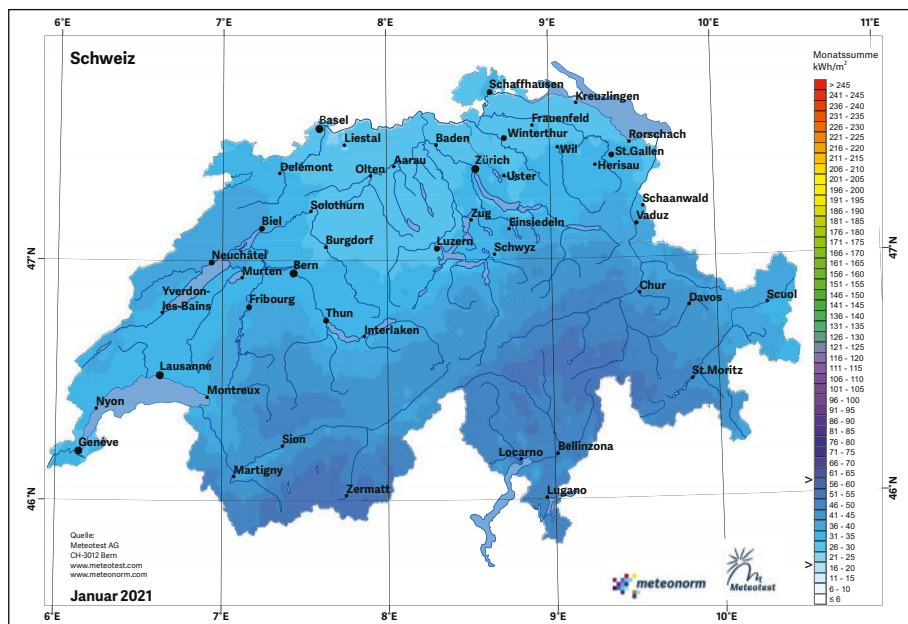 6°E 7°E 8°E 9°E 10°E 11°E
Schweiz
Monatssumme
kWh/m²
> 245
241 - 245
236 - 240
231 - 235
226 - 230
221 - 225
216 - 220
211 - 215
206 - 210
201 - 205
196 - 200
191 - 195
186 - 190
181 - 185
176 - 180
171 - 175
166 - 170
161 - 165
156 - 160
151 - 155
146 - 150
141 - 145
136 - 140
131 - 135
126 - 130
121 - 125
116 - 120
111 - 115
106 - 110
101 - 105
96 - 100
91 - 95
86 - 90
81 - 85
76 - 80
71 - 75
66 - 70
61 - 65
56 - 60
51 - 55
46 - 50
41 - 45
36 - 40
31 - 35
26 - 30
21 - 25
16 - 20
11 - 15
6 - 10
≤ 6
>
>
Schaffhausen
Kreuzlingen
Basel
Frauenfeld
Liestal
Baden
Winterthur
Rorschach
Wil
St.Gallen
Delémont
Olten
Aarau
Zürich
Uster
Herisau
Solothurn
Schaanwald
Biel
Zug
Einsiedeln
Vaduz
Burgdorf
Luzern
Schwyz
47°N
47°N
Neuchâtel
Murten
Bern
Yverdon-
les-Bains
Fribourg
Chur
Davos
Scuol
Thun
Interlaken
Lausanne
St.Moritz
Nyon
Montreux
Genève
Sion
Locarno
Bellinzona
Martigny
Zermatt
Lugano
46°N
46°N
Quelle:
Meteotest AG
CH-3012 Bern
www.meteotest.com
www.meteonorm.com
meteonorm
Meteotest
Januar 2021
6°E 7°E 8°E 9°E 10°E